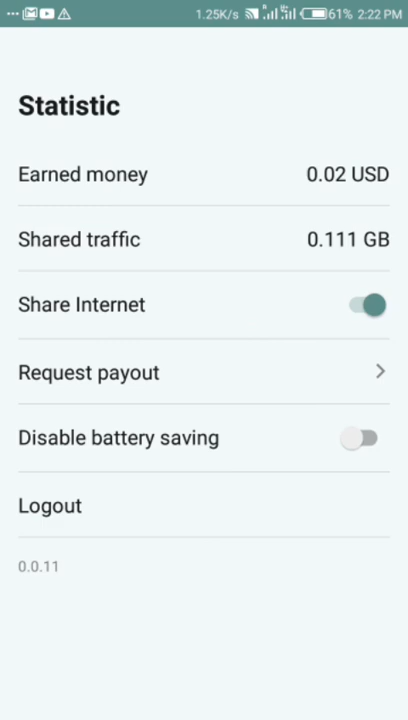 1.25K/s 61% 2:22 PM
Statistic
Earned money 0.02 USD
Shared traffic 0.111 GB
Share Internet
Request payout
Disable battery saving
Logout
0.0.11